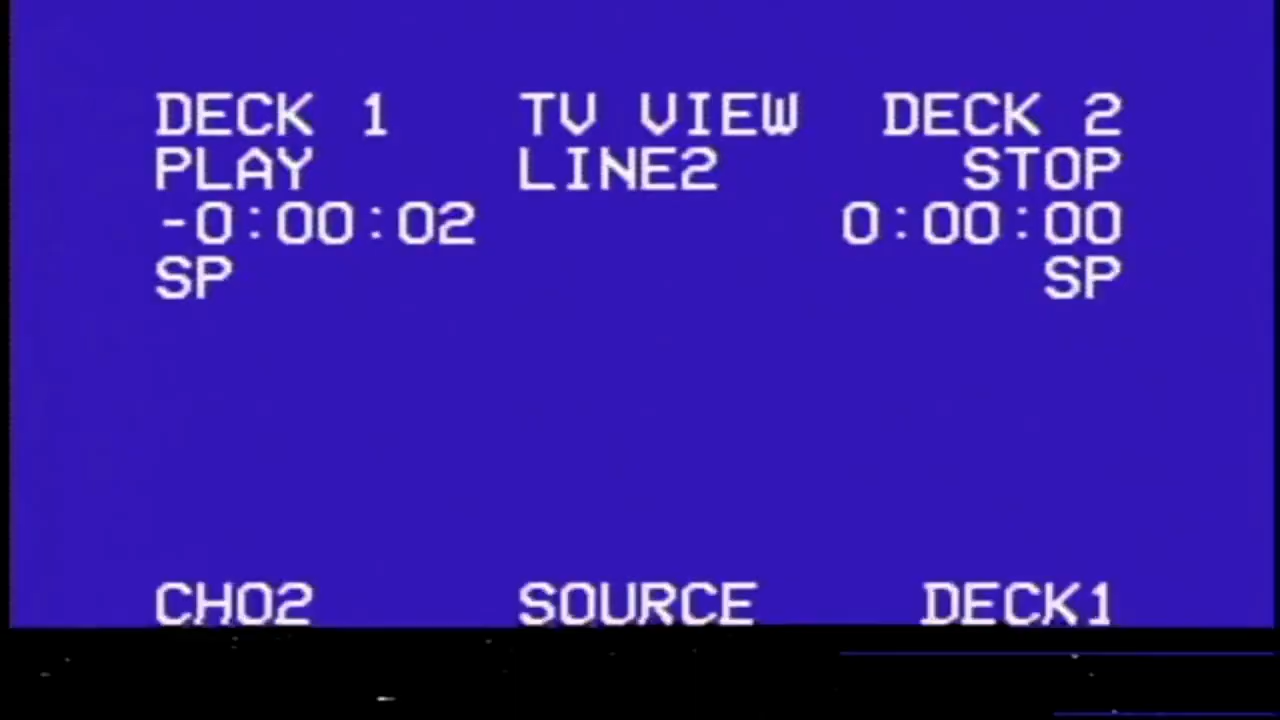 DECK 1 TV VIEW DECK 2
PLAY LINE2 STOP
-0:00:02 0:00:00
SP SP
CH02 SOURCE DECK1